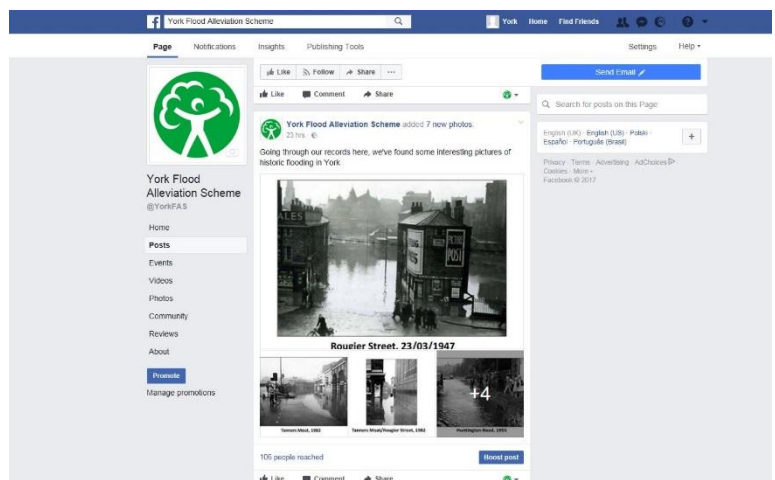 York Flood Alleviation Scheme
York Home Find Friends
Page Notifications Insights Publishing Tools Settings Help
Like Follow Share ...
Send Email
Like Comment Share
Search for posts on this Page
York Flood Alleviation Scheme added 7 new photos.
23 hrs
Going through our records here, we've found some interesting pictures of
historic flooding in York
English (UK) · English (US) · Polski ·
Español · Português (Brasil)
+
Privacy · Terms · Advertising · AdChoices
Cookies · More
Facebook © 2017
York Flood
Alleviation Scheme
@YorkFAS
Home
Posts
Events
Videos
Photos
Community
Reviews
About
Promote
Manage promotions
ALES
PICTURE
POST
Rougier Street, 23/03/1947
+4
Tanners Moat, 1982
Tanners Moat/Rougier Street, 1982
Huntington Road,
106 people reached
Boost post
Like Comment Share